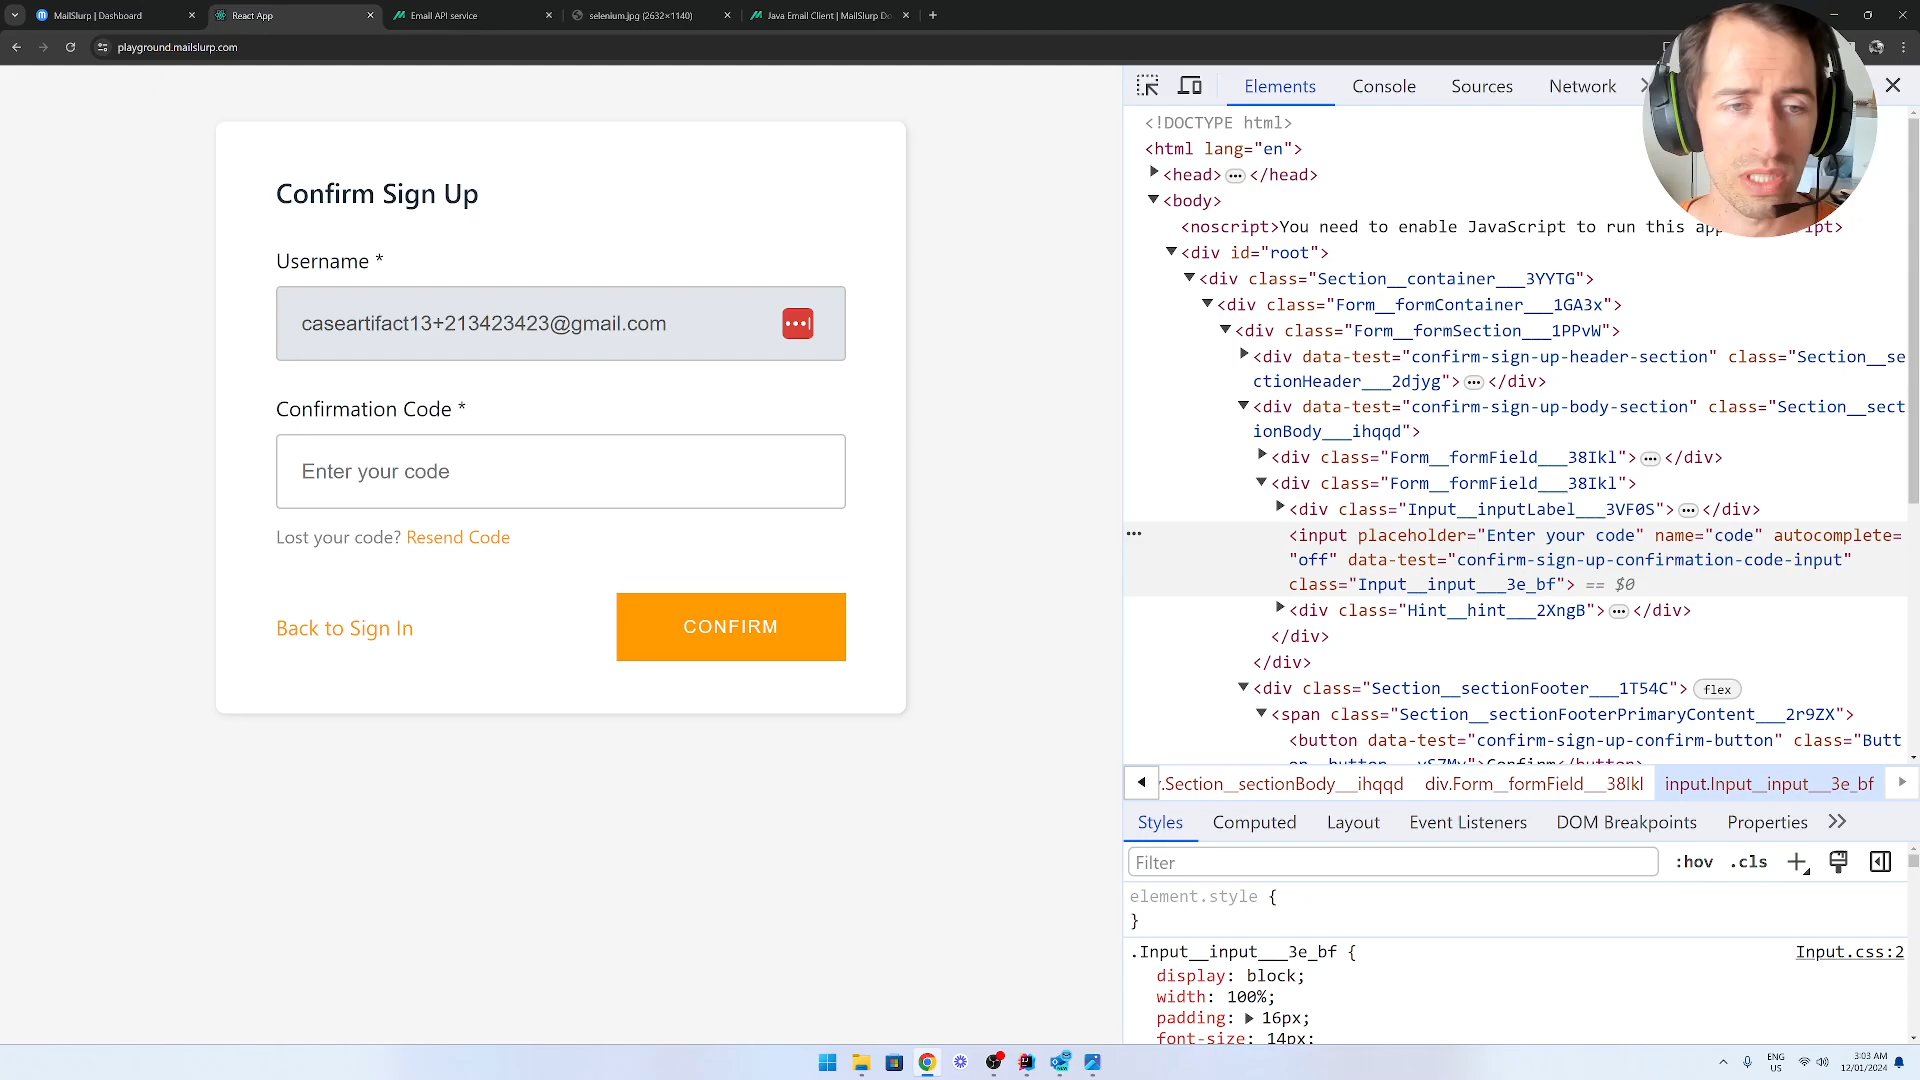 MailSlurp | Dashboard
React App
Email API service
selenium.jpg (2632×1140)
Java Email Client | MailSlurp Do
playground.mailslurp.com
Confirm Sign Up
Username *
caseartifact13+213423423@gmail.com
Confirmation Code *
Enter your code
Lost your code? Resend Code
Back to Sign In
CONFIRM
Elements
Console
Sources
Network
<!DOCTYPE html>
<html lang="en">
<head> ••• </head>
<body>
<noscript>You need to enable JavaScript to run this
<div id="root">
<div class="Section__container___3YYTG">
<div class="Form__formContainer___1GA3x">
<div class="Form__formSection___1PPvW">
<div data-test="confirm-sign-up-header-section" class="Section__se
ctionHeader___2djyg"> ••• </div>
<div data-test="confirm-sign-up-body-section" class="Section__sect
ionBody___ihqqd">
<div class="Form__formField___38Ikl"> ••• </div>
<div class="Form__formField___38Ikl">
<div class="Input__inputLabel___3VF0S"> ••• </div>
<input placeholder="Enter your code" name="code" autocomplete=
"off" data-test="confirm-sign-up-confirmation-code-input"
class="Input__input___3e_bf"> == $0
<div class="Hint__hint___2XngB"> ••• </div>
</div>
</div>
<div class="Section__sectionFooter___1T54C"> flex
<span class="Section__sectionFooterPrimaryContent___2r9ZX">
<button data-test="confirm-sign-up-confirm-button" class="Butt
.Section__sectionBody___ihqqd
div.Form__formField___38Ikl
input.Input__input___3e_bf
Styles
Computed
Layout
Event Listeners
DOM Breakpoints
Properties
Filter
:hov
.cls
element.style {
}
.Input__input___3e_bf {
Input.css:2
display: block;
width: 100%;
padding: 16px;
font-size: 14px;
ENG
US
3:03 AM
12/01/2024